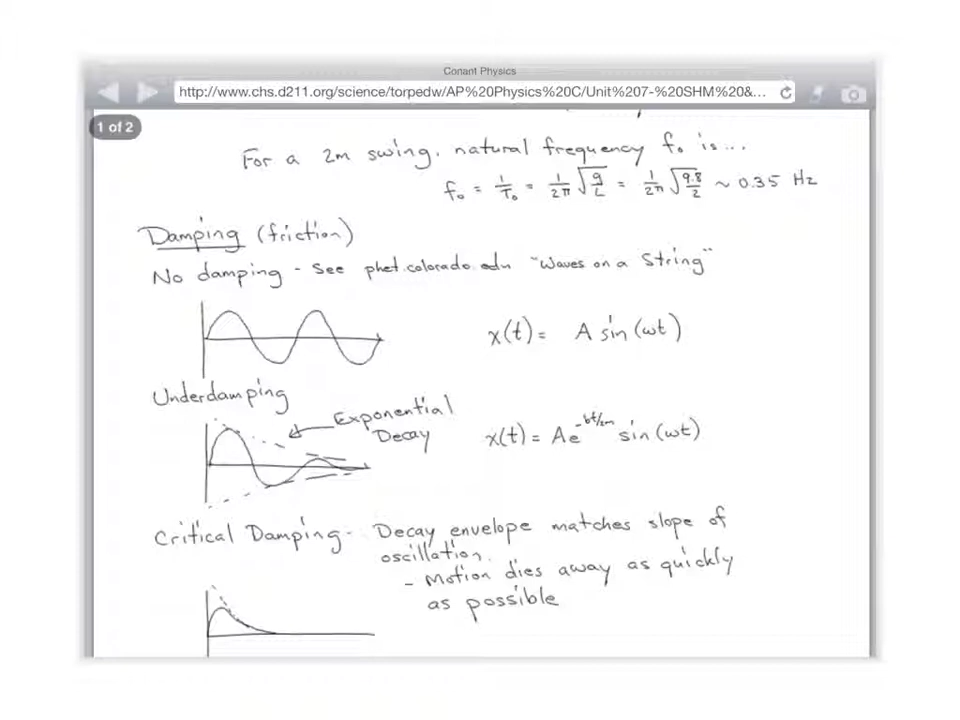 Conant Physics
http://www.chs.d211.org/science/torpedw/AP%20Physics%20C/Unit%207-%20SHM%20&...
1 of 2
For a 2m swing, natural frequency f₀ is...
f₀ = 1/T₀ = 1/2π √g/L = 1/2π √9.8/2 ~ 0.35 Hz
Damping (friction)
No damping - See phet.colorado.edu "Waves on a String"
x(t) = A sin(ωt)
Underdamping
Exponential
Decay
x(t) = Ae^-bt/2m sin(ωt)
Critical Damping - Decay envelope matches slope of
oscillation.
- Motion dies away as quickly
as possible